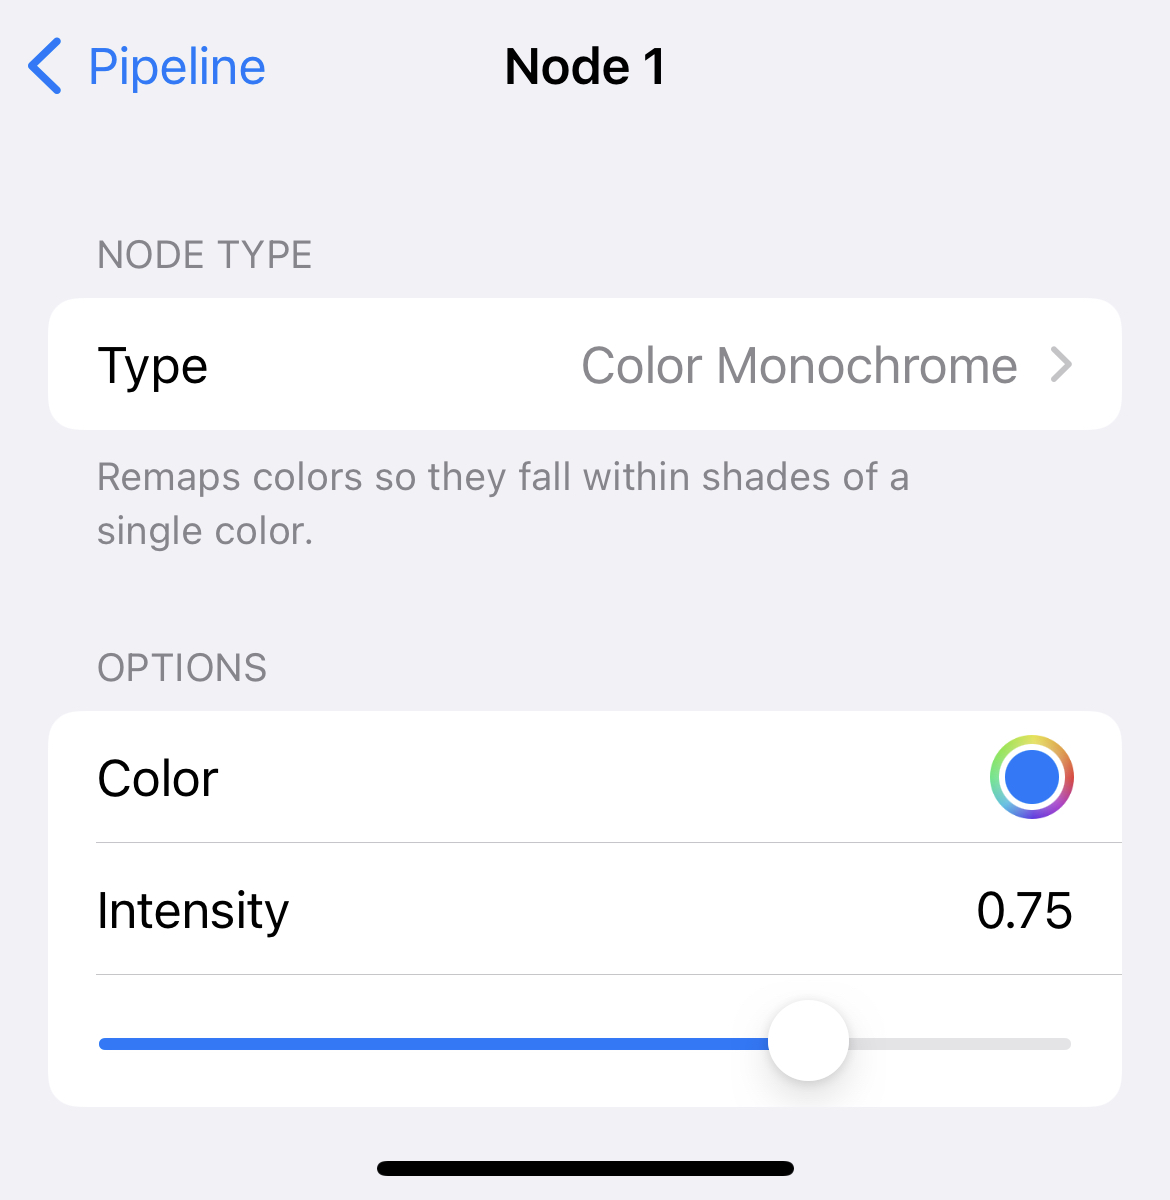 Pipeline
Node 1
NODE TYPE
Type
Color Monochrome
Remaps colors so they fall within shades of a
single color.
OPTIONS
Color
Intensity
0.75